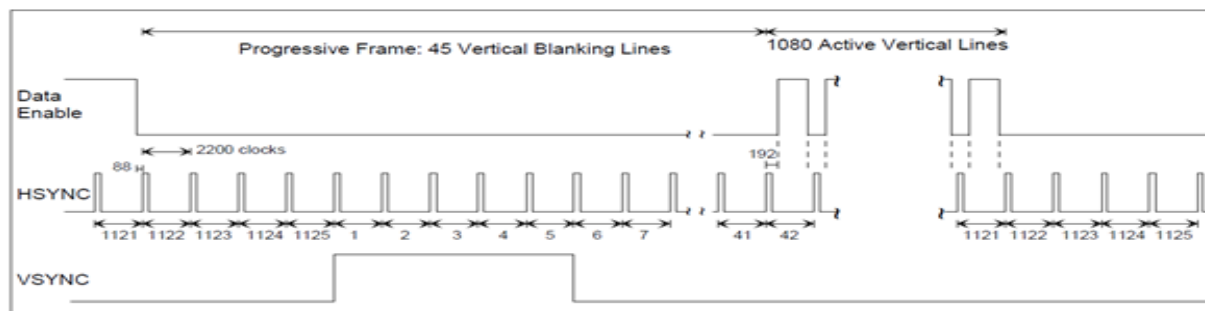 Progressive Frame: 45 Vertical Blanking Lines
1080 Active Vertical Lines
Data
Enable
2200 clocks
88
192
HSYNC
1121 1122 1123 1124 1125 1 2 3 4 5 6 7 41 42 1121 1122 1123 1124 1125
VSYNC